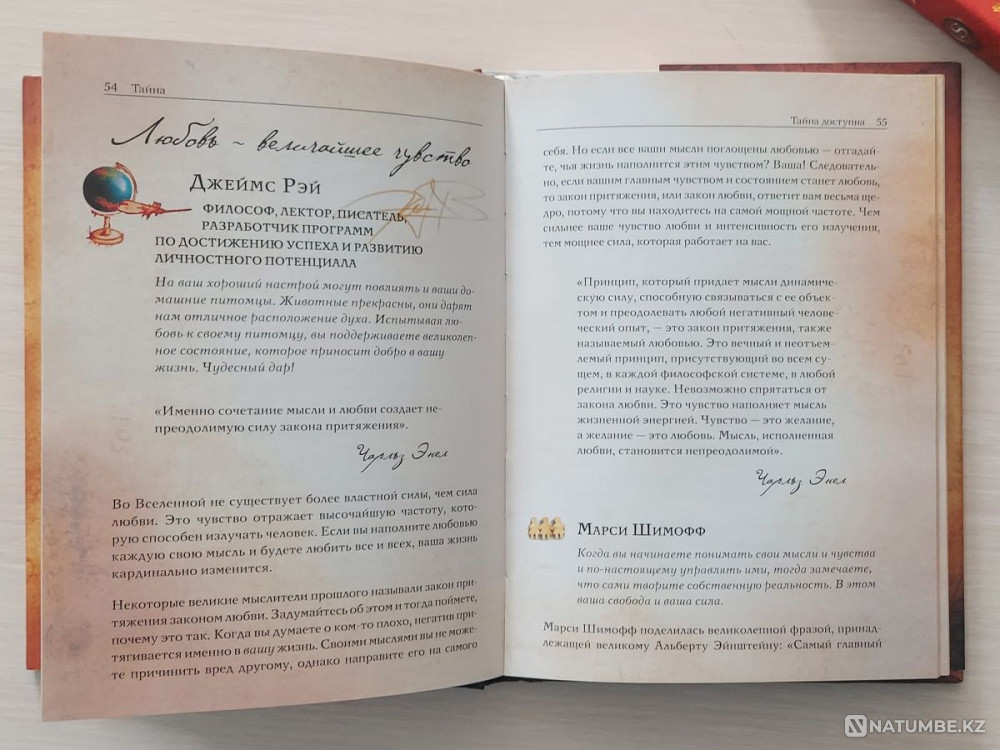 54 Тайна
Любовь ~ величайшее чувство
Джеймс Рэй
философ, лектор, писатель,
разработчик программ
по достижению успеха и развитию
личностного потенциала
На ваш хороший настрой могут повлиять и ваши до-
машние питомцы. Животные прекрасны, они дарят
нам отличное расположение духа. Испытывая лю-
бовь к своему питомцу, вы поддерживаете великолеп-
ное состояние, которое приносит добро в вашу
жизнь. Чудесный дар!
«Именно сочетание мысли и любви создает не-
преодолимую силу закона притяжения».
Чарльз Энел
Во Вселенной не существует более властной силы, чем сила
любви. Это чувство отражает высочайшую частоту, кото-
рую способен излучать человек. Если вы наполните любовью
каждую свою мысль и будете любить все и всех, ваша жизнь
кардинально изменится.
Некоторые великие мыслители прошлого называли закон при-
тяжения законом любви. Задумайтесь об этом и тогда поймете,
почему это так. Когда вы думаете о ком-то плохо, негатив при-
тягивается именно в вашу жизнь. Своими мыслями вы не може-
те причинить вред другому, однако направите его на самого
Тайна доступна 55
себя. Но если все ваши мысли поглощены любовью — отгадай-
те, чья жизнь наполнится этим чувством? Ваша! Следователь-
но, если вашим главным чувством и состоянием станет любовь,
то закон притяжения, или закон любви, ответит вам весьма ще-
дро, потому что вы находитесь на самой мощной частоте. Чем
сильнее ваше чувство любви и интенсивность его излучения,
тем мощнее сила, которая работает на вас.
«Принцип, который придает мысли динамиче-
скую силу, способную связываться с ее объек-
том и преодолевать любой негативный челове-
ческий опыт, — это закон притяжения, также
называемый любовью. Это вечный и неотъем-
лемый принцип, присутствующий во всем су-
щем, в каждой философской системе, в любой
религии и науке. Невозможно спрятаться от
закона любви. Это чувство наполняет мысль
жизненной энергией. Чувство — это желание,
а желание — это любовь. Мысль, исполненная
любви, становится непреодолимой».
Чарльз Энел
Марси Шимофф
Когда вы начинаете понимать свои мысли и чувства
и по-настоящему управлять ими, тогда замечаете,
что сами творите собственную реальность. В этом
ваша свобода и ваша сила.
Марси Шимофф поделилась великолепной фразой, принад-
лежащей великому Альберту Эйнштейну: «Самый главный
NATUMBE.KZ